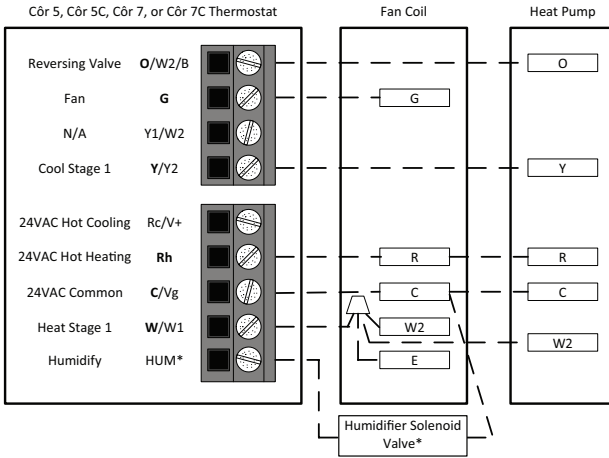 Côr 5, Côr 5C, Côr 7, or Côr 7C Thermostat
Fan Coil
Heat Pump
Reversing Valve O/W2/B
O
Fan G
G
N/A Y1/W2
Cool Stage 1 Y/Y2
Y
24VAC Hot Cooling Rc/V+
24VAC Hot Heating Rh
R
R
24VAC Common C/Vg
C
C
Heat Stage 1 W/W1
W2
W2
Humidify HUM*
E
Humidifier Solenoid
Valve*